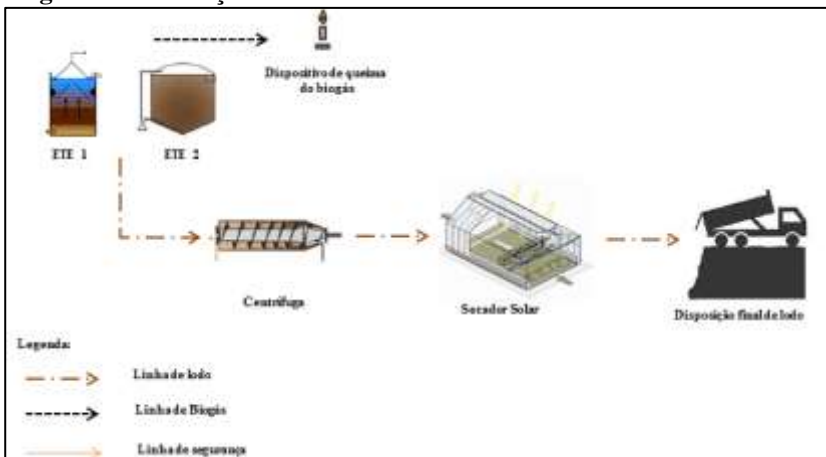 Dispositivo de queima
do biogás
ETE 1
ETE 2
Centrífuga
Secador Solar
Disposição final de lodo
Legenda:
Linha de lodo
Linha de Biogás
Linha de segurança